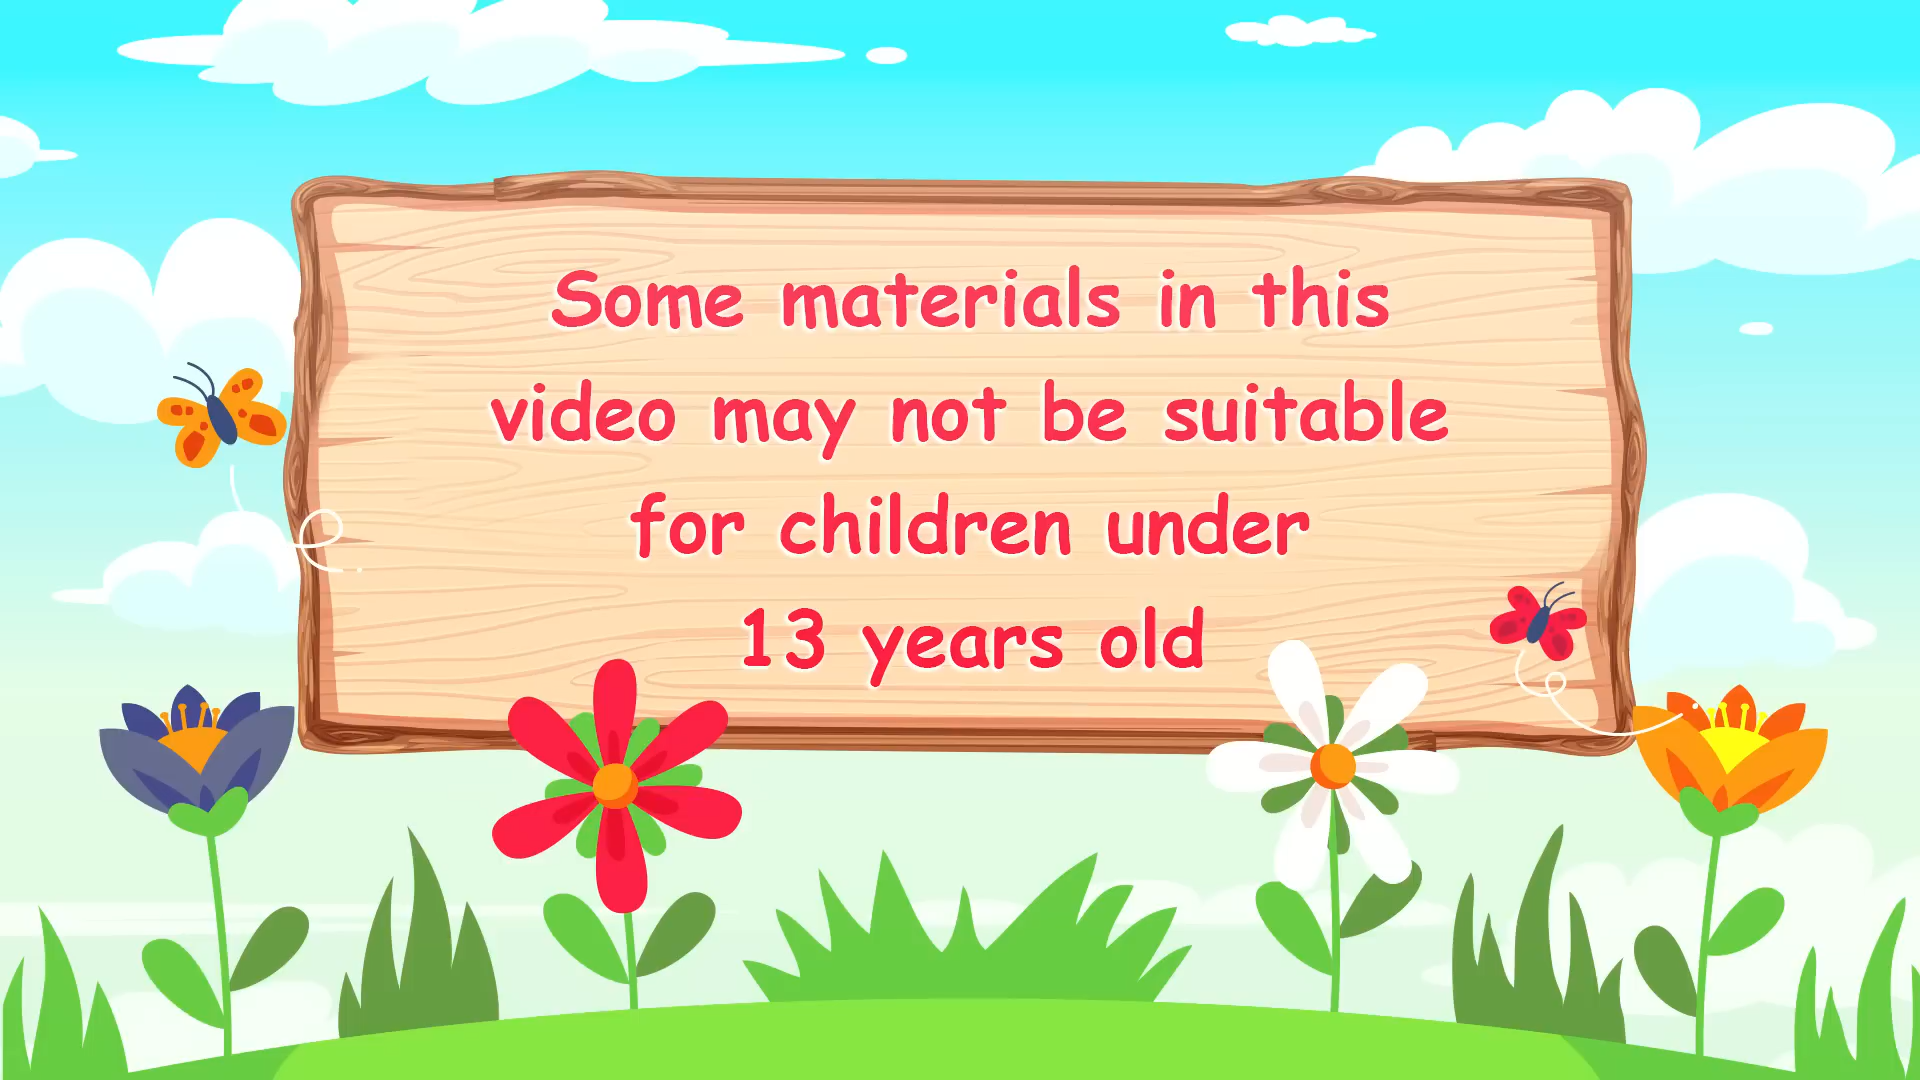 Some materials in this
video may not be suitable
for children under
13 years old